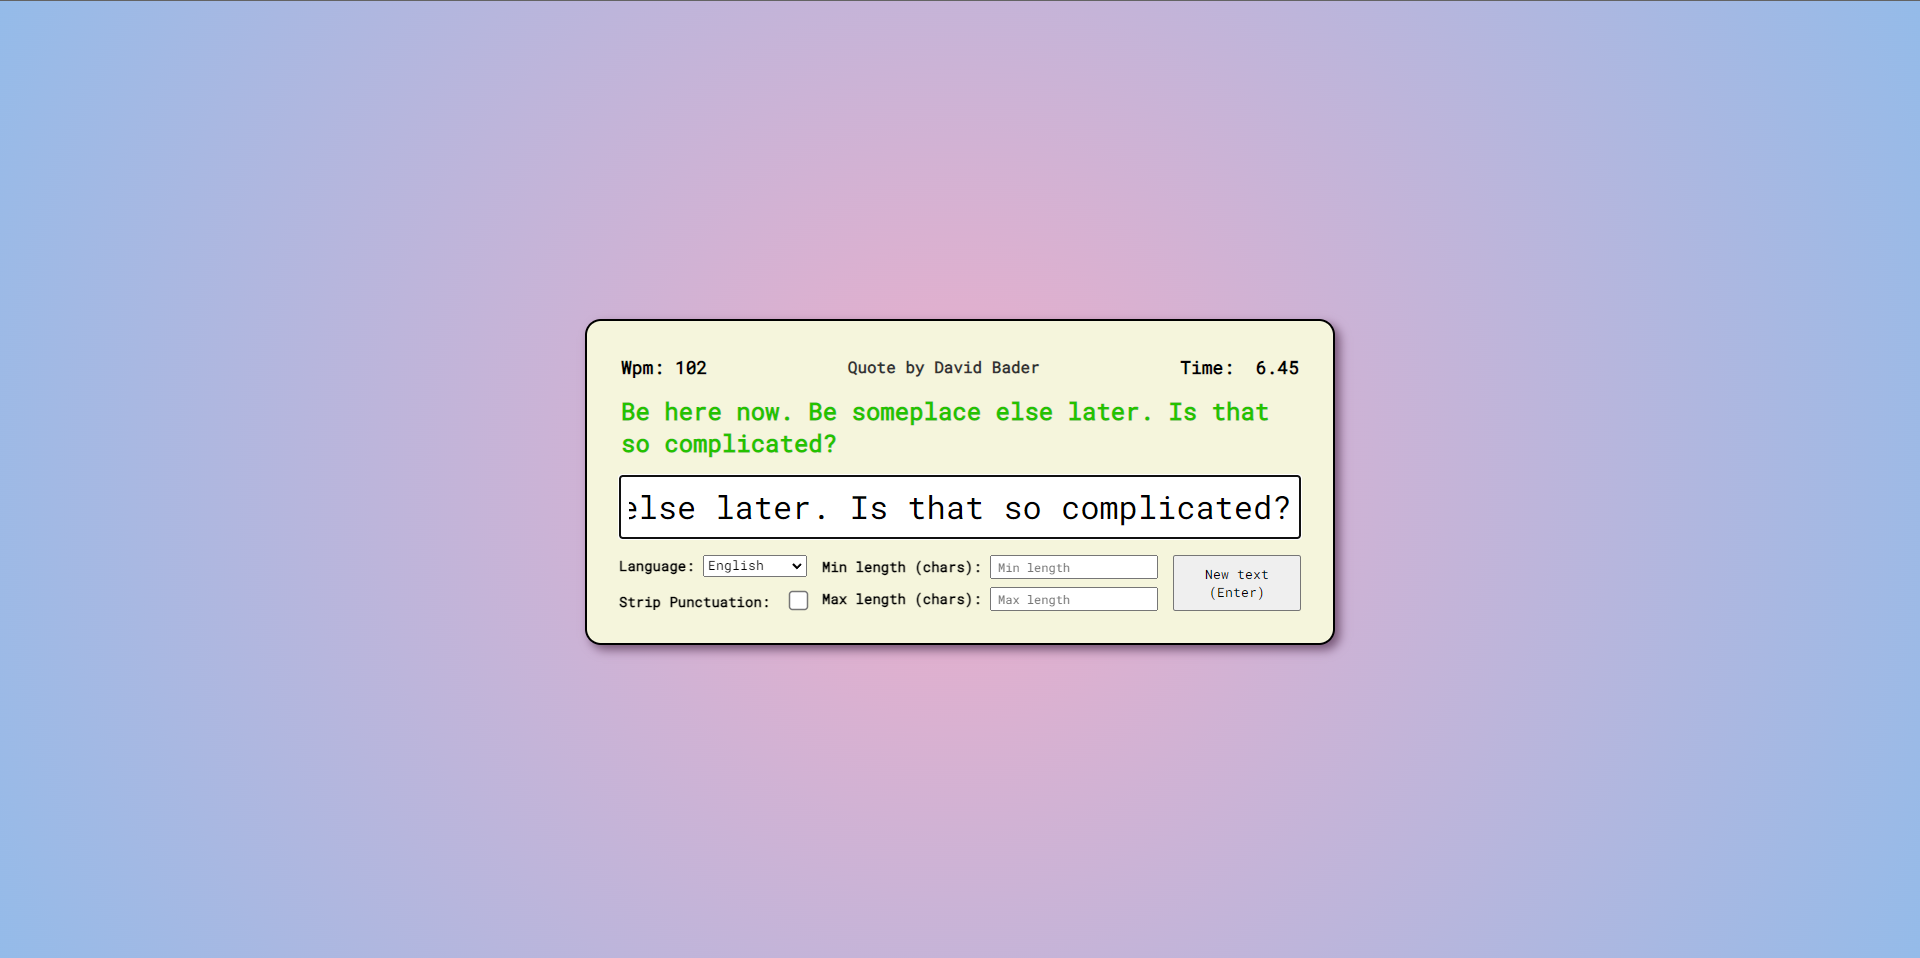 Wpm: 102 Quote by David Bader Time: 6.45
Be here now. Be someplace else later. Is that
so complicated?
else later. Is that so complicated?
Language: English Min length (chars): Min length New text
(Enter)
Strip Punctuation: Max length (chars): Max length